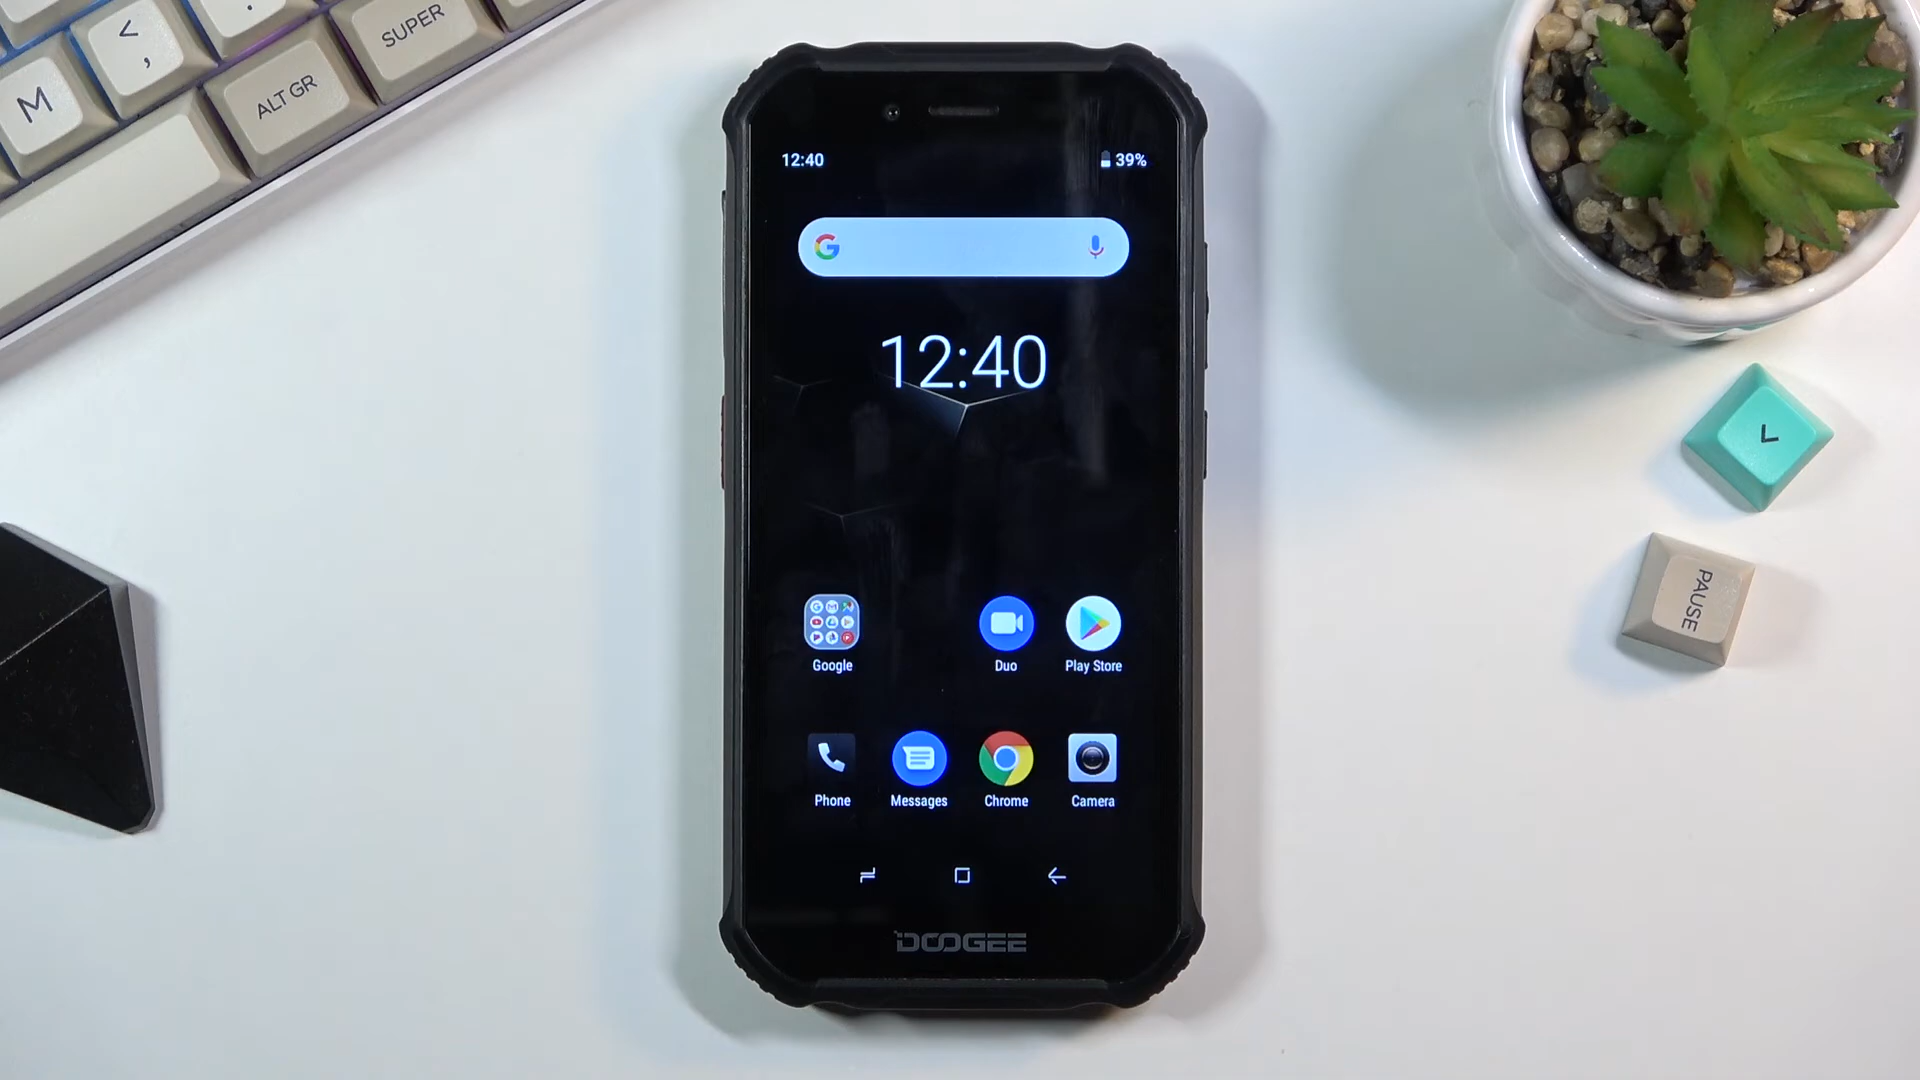 SUPER
< ,
M
ALT GR
12:40
39%
G
12:40
Google
Duo
Play Store
Phone
Messages
Chrome
Camera
DOOGEE
PAUSE